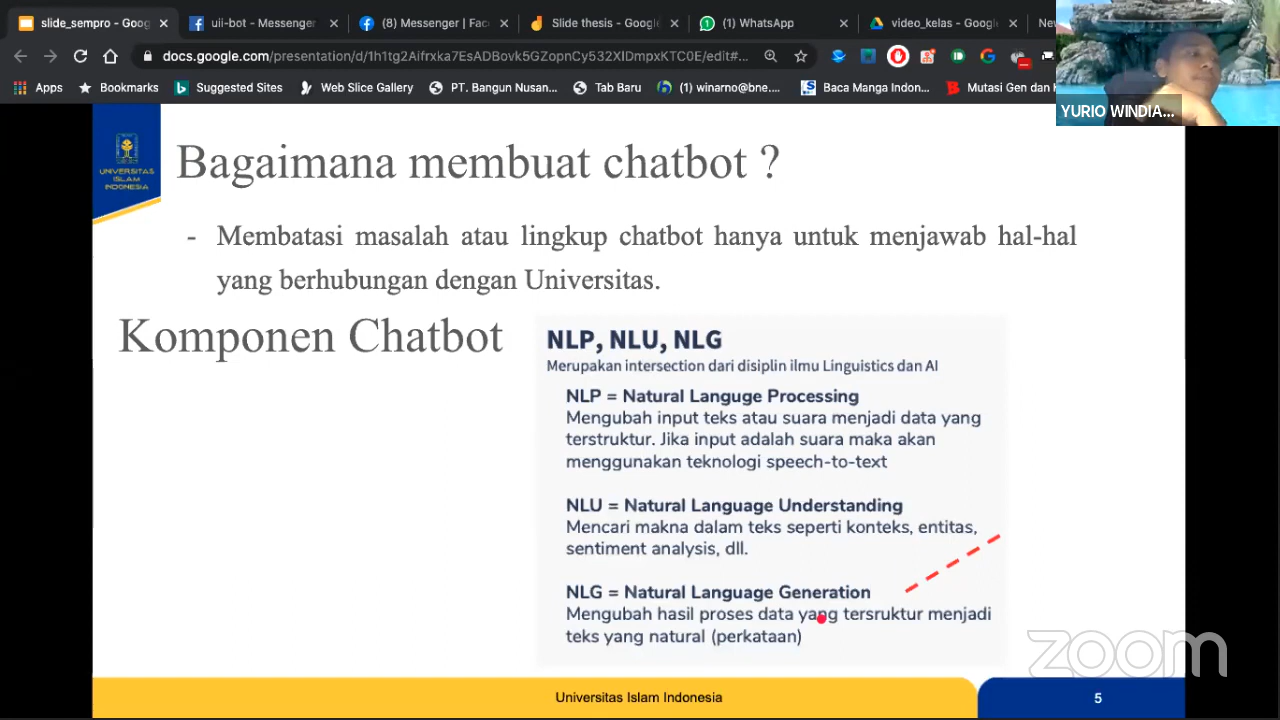 slide_sempro - Goog
uii-bot - Messenger
(8) Messenger | Face
Slide thesis - Google
(1) WhatsApp
video_kelas - Google
New
docs.google.com/presentation/d/1h1tg2Aifrxka7EsADBovk5GZopnCy532XIDmpxKTC0E/edit#...
Apps
Bookmarks
Suggested Sites
Web Slice Gallery
PT. Bangun Nusan...
Tab Baru
(1) winarno@bne....
Baca Manga Indon...
Mutasi Gen dan K
YURIO WINDIA...
UNIVERSITAS
ISLAM
INDONESIA
Bagaimana membuat chatbot ?
- Membatasi masalah atau lingkup chatbot hanya untuk menjawab hal-hal
yang berhubungan dengan Universitas.
Komponen Chatbot
NLP, NLU, NLG
Merupakan intersection dari disiplin ilmu Linguistics dan AI
NLP = Natural Languge Processing
Mengubah input teks atau suara menjadi data yang
terstruktur. Jika input adalah suara maka akan
menggunakan teknologi speech-to-text
NLU = Natural Language Understanding
Mencari makna dalam teks seperti konteks, entitas,
sentiment analysis, dll.
NLG = Natural Language Generation
Mengubah hasil proses data yang tersruktur menjadi
teks yang natural (perkataan)
zoom
Universitas Islam Indonesia
5